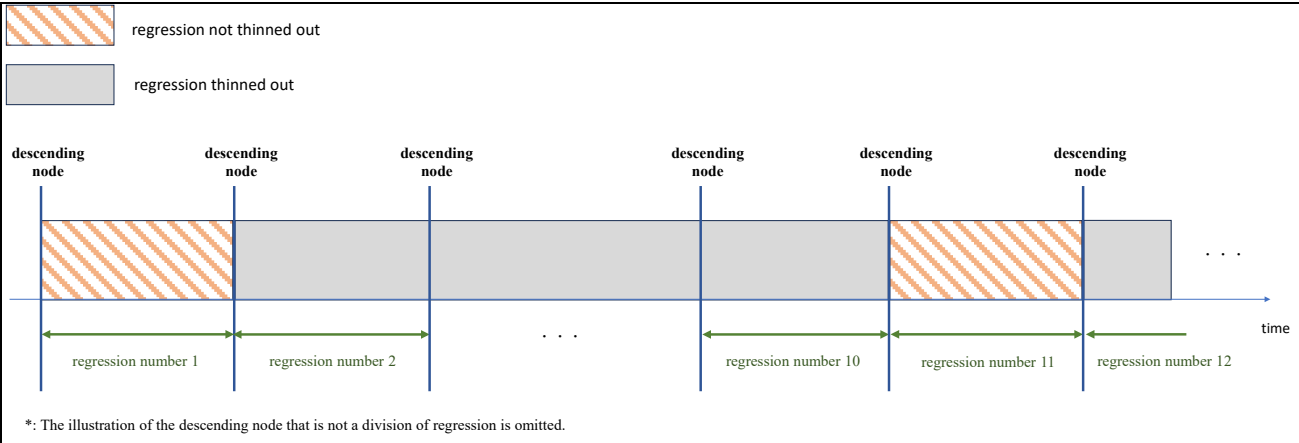 regression not thinned out
regression thinned out
descending node
descending node
descending node
descending node
descending node
descending node
. . .
time
. . .
regression number 1
regression number 2
regression number 10
regression number 11
regression number 12
*: The illustration of the descending node that is not a division of regression is omitted.